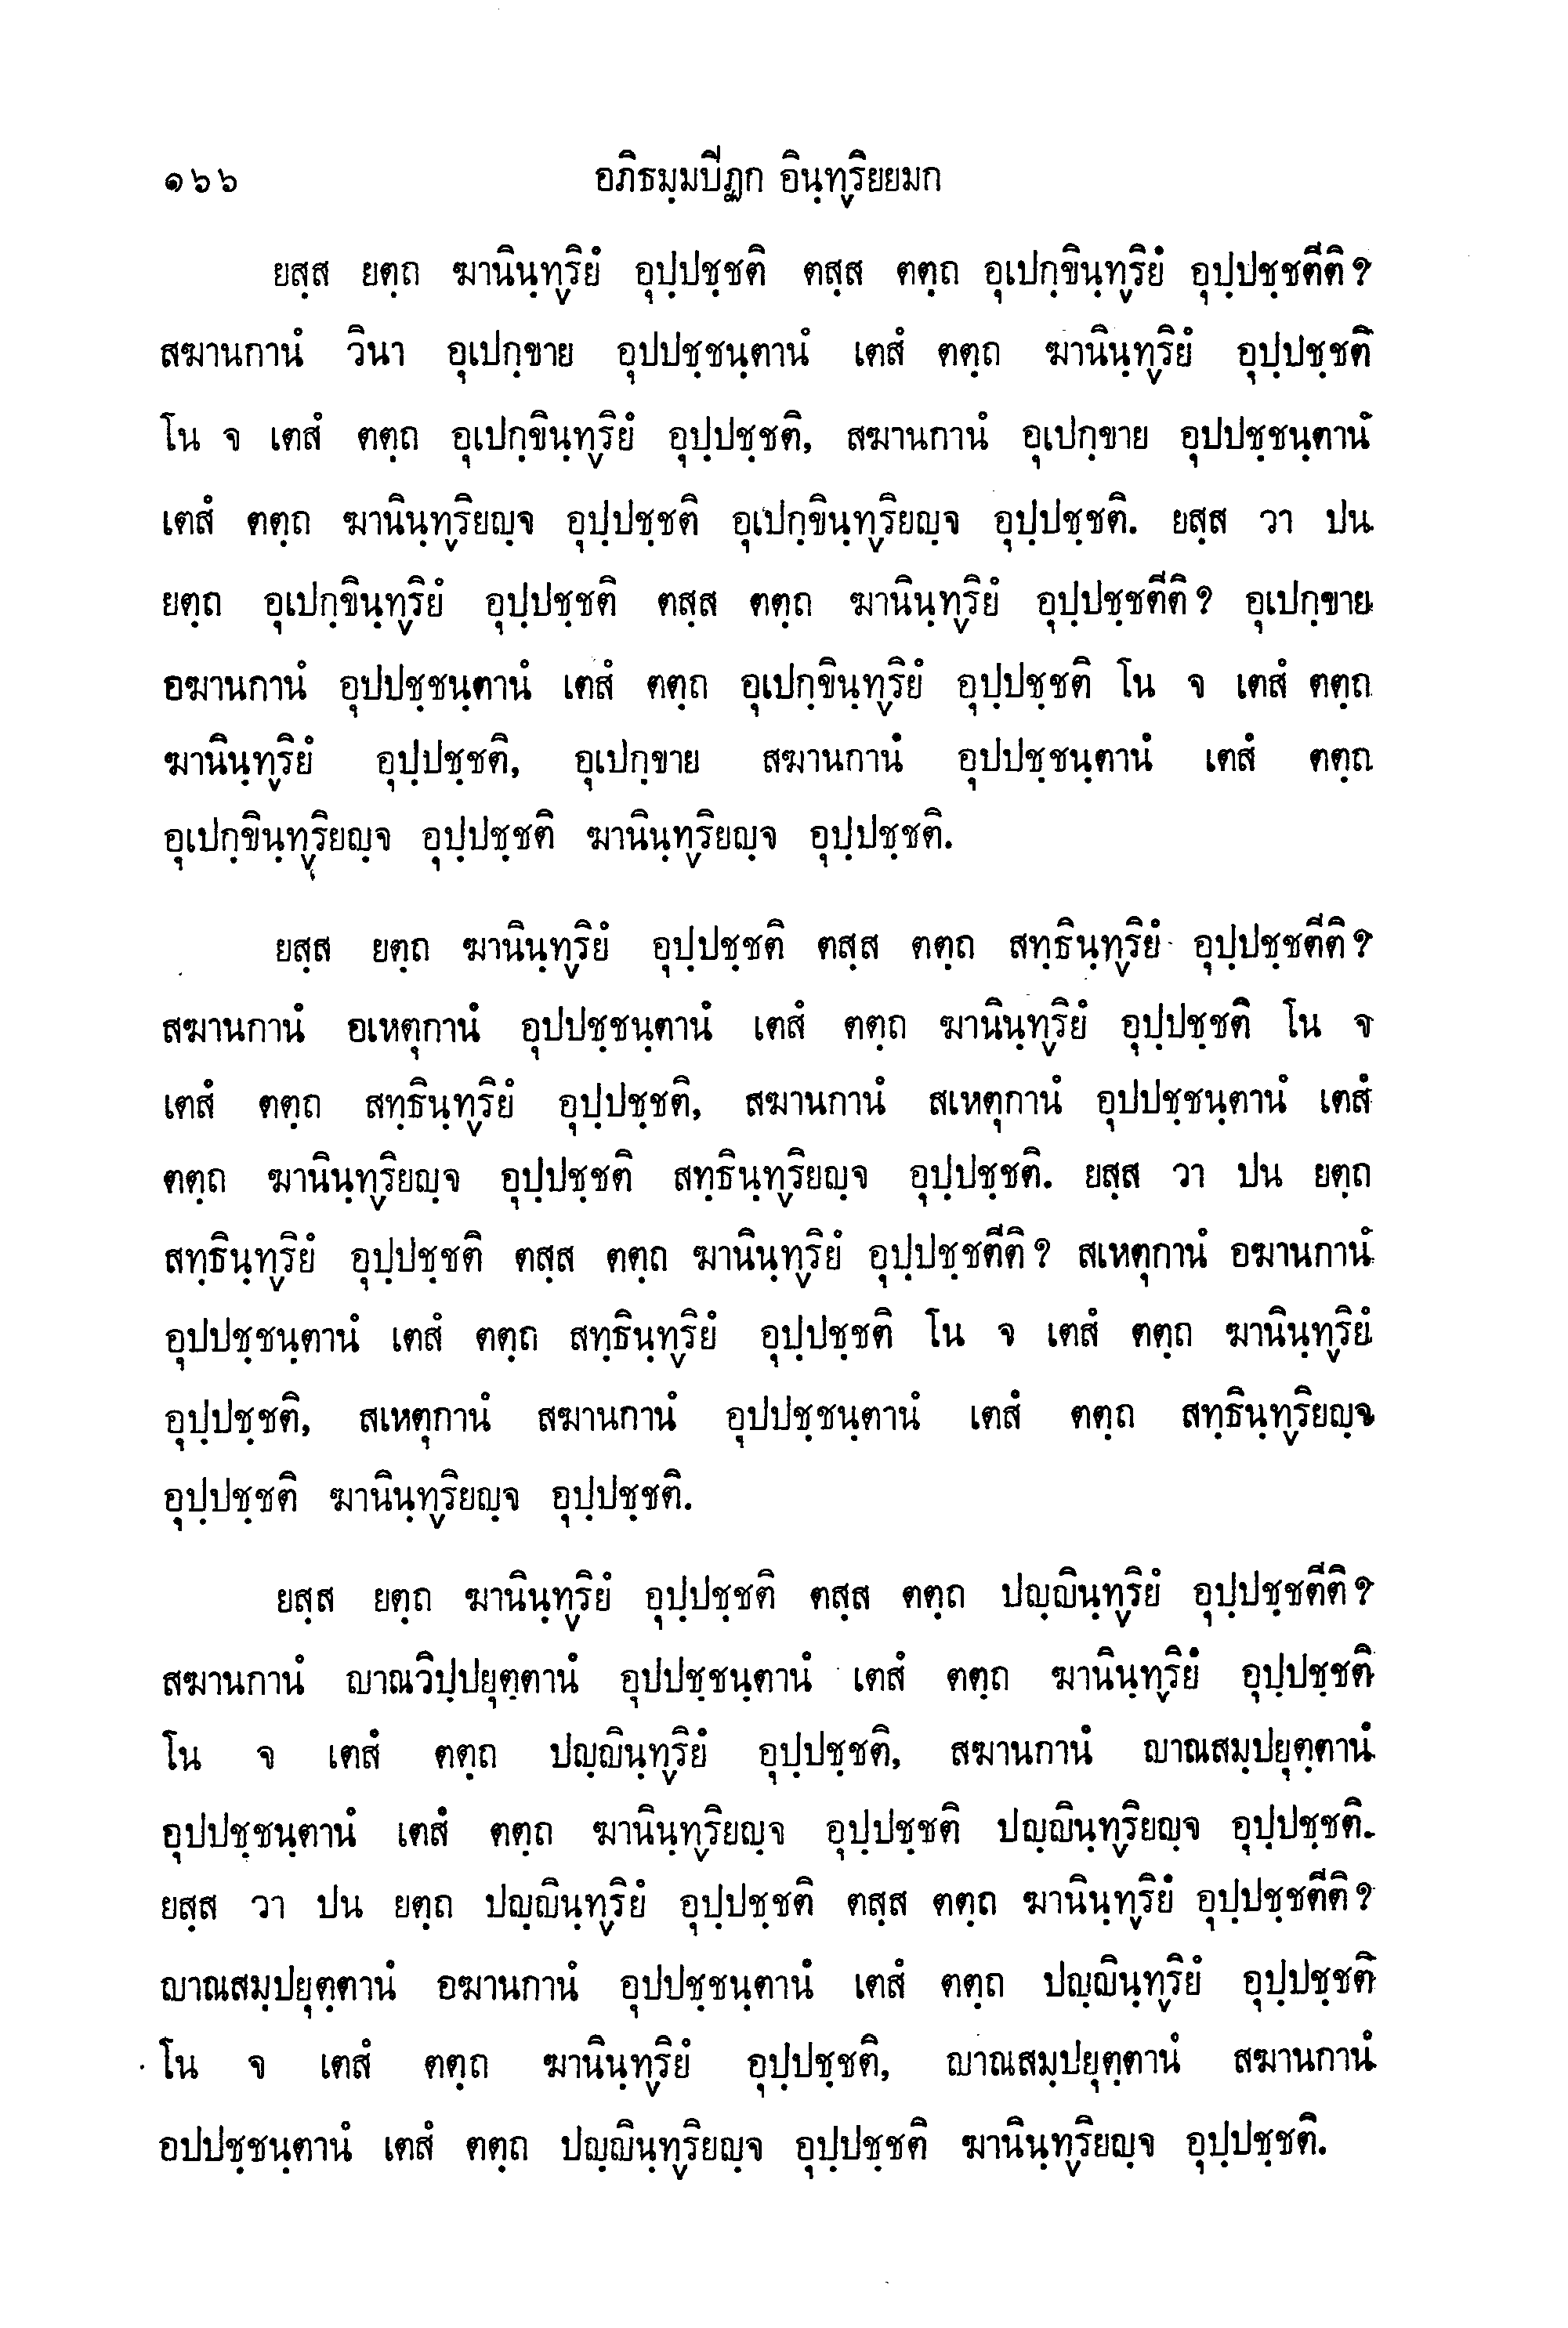 ๑๖๖ อภิธมฺมปีฏก อินฺทฺริยยมก
ยสฺส ยตฺถ ฆานินฺทฺริยํ อุปฺปชฺชติ ตสฺส ตตฺถ อุเปกฺขินฺทฺริยํ อุปฺปชฺชตีติ ?
สฆานกานํ วินา อุเปกฺขาย อุปปชฺชนฺตานํ เตสํ ตตฺถ ฆานินฺทฺริยํ อุปฺปชฺชติ
โน จ เตสํ ตตฺถ อุเปกฺขินฺทฺริยํ อุปฺปชฺชติ, สฆานกานํ อุเปกฺขาย อุปปชฺชนฺตานํ
เตสํ ตตฺถ ฆานินฺทฺริยญฺจ อุปฺปชฺชติ อุเปกฺขินฺทฺริยญฺจ อุปฺปชฺชติ. ยสฺส วา ปน
ยตฺถ อุเปกฺขินฺทฺริยํ อุปฺปชฺชติ ตสฺส ตตฺถ ฆานินฺทฺริยํ อุปฺปชฺชตีติ ? อุเปกฺขาย
อฆานกานํ อุปปชฺชนฺตานํ เตสํ ตตฺถ อุเปกฺขินฺทฺริยํ อุปฺปชฺชติ โน จ เตสํ ตตฺถ
ฆานินฺทฺริยํ อุปฺปชฺชติ, อุเปกฺขาย สฆานกานํ อุปปชฺชนฺตานํ เตสํ ตตฺถ
อุเปกฺขินฺทฺริยญฺจ อุปฺปชฺชติ ฆานินฺทฺริยญฺจ อุปฺปชฺชติ.
ยสฺส ยตฺถ ฆานินฺทฺริยํ อุปฺปชฺชติ ตสฺส ตตฺถ สทฺธินฺทฺริยํ อุปฺปชฺชตีติ ?
สฆานกานํ อเหตุกานํ อุปปชฺชนฺตานํ เตสํ ตตฺถ ฆานินฺทฺริยํ อุปฺปชฺชติ โน จ
เตสํ ตตฺถ สทฺธินฺทฺริยํ อุปฺปชฺชติ, สฆานกานํ สเหตุกานํ อุปปชฺชนฺตานํ เตสํ
ตตฺถ ฆานินฺทฺริยญฺจ อุปฺปชฺชติ สทฺธินฺทฺริยญฺจ อุปฺปชฺชติ. ยสฺส วา ปน ยตฺถ
สทฺธินฺทฺริยํ อุปฺปชฺชติ ตสฺส ตตฺถ ฆานินฺทฺริยํ อุปฺปชฺชตีติ ? สเหตุกานํ อฆานกานํ
อุปปชฺชนฺตานํ เตสํ ตตฺถ สทฺธินฺทฺริยํ อุปฺปชฺชติ โน จ เตสํ ตตฺถ ฆานินฺทฺริยํ
อุปฺปชฺชติ, สเหตุกานํ สฆานกานํ อุปปชฺชนฺตานํ เตสํ ตตฺถ สทฺธินฺทฺริยญฺจ
อุปฺปชฺชติ ฆานินฺทฺริยญฺจ อุปฺปชฺชติ.
ยสฺส ยตฺถ ฆานินฺทฺริยํ อุปฺปชฺชติ ตสฺส ตตฺถ ปญฺญินฺทฺริยํ อุปฺปชฺชตีติ ?
สฆานกานํ ญาณวิปฺปยุตฺตานํ อุปปชฺชนฺตานํ เตสํ ตตฺถ ฆานินฺทฺริยํ อุปฺปชฺชติ
โน จ เตสํ ตตฺถ ปญฺญินฺทฺริยํ อุปฺปชฺชติ, สฆานกานํ ญาณสมฺปยุตฺตานํ
อุปปชฺชนฺตานํ เตสํ ตตฺถ ฆานินฺทฺริยญฺจ อุปฺปชฺชติ ปญฺญินฺทฺริยญฺจ อุปฺปชฺชติ.
ยสฺส วา ปน ยตฺถ ปญฺญินฺทฺริยํ อุปฺปชฺชติ ตสฺส ตตฺถ ฆานินฺทฺริยํ อุปฺปชฺชตีติ ?
ญาณสมฺปยุตฺตานํ อฆานกานํ อุปปชฺชนฺตานํ เตสํ ตตฺถ ปญฺญินฺทฺริยํ อุปฺปชฺชติ
โน จ เตสํ ตตฺถ ฆานินฺทฺริยํ อุปฺปชฺชติ, ญาณสมฺปยุตฺตานํ สฆานกานํ
อปปชฺชนฺตานํ เตสํ ตตฺถ ปญฺญินฺทฺริยญฺจ อุปฺปชฺชติ ฆานินฺทฺริยญฺจ อุปฺปชฺชติ.